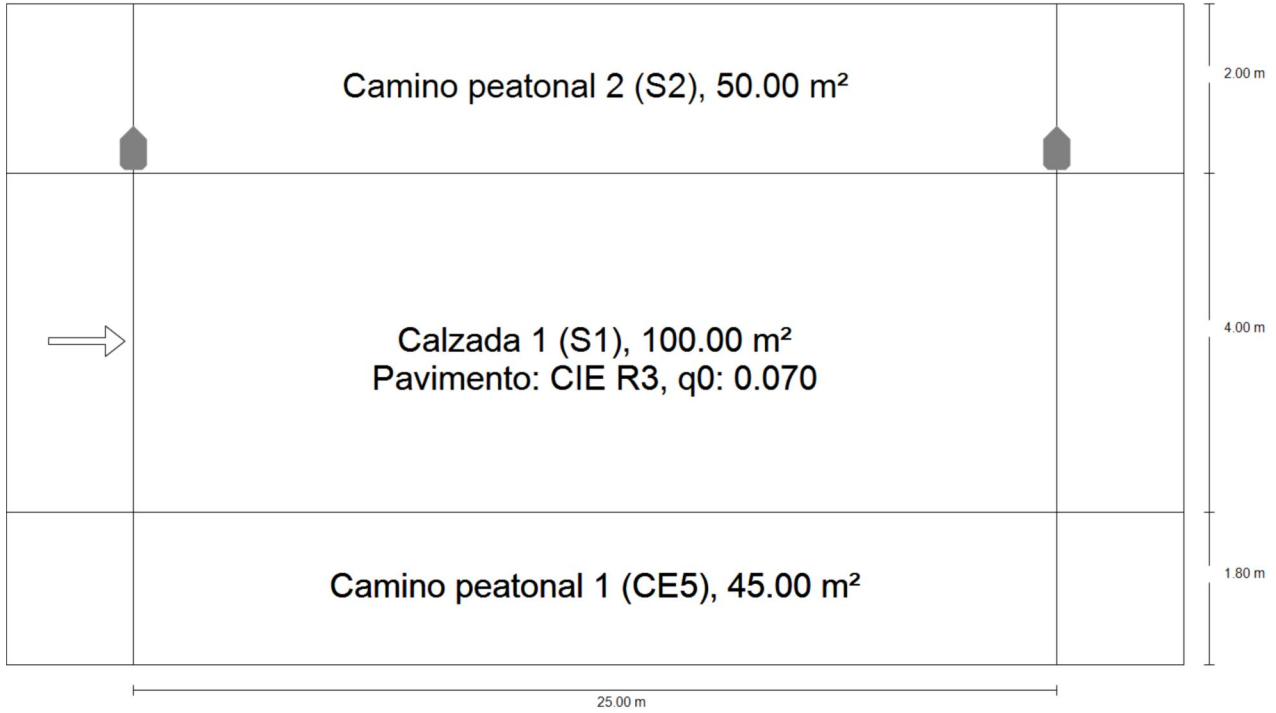 Camino peatonal 2 (S2), 50.00 m²
2.00 m
Calzada 1 (S1), 100.00 m²
Pavimento: CIE R3, q0: 0.070
4.00 m
Camino peatonal 1 (CE5), 45.00 m²
1.80 m
25.00 m